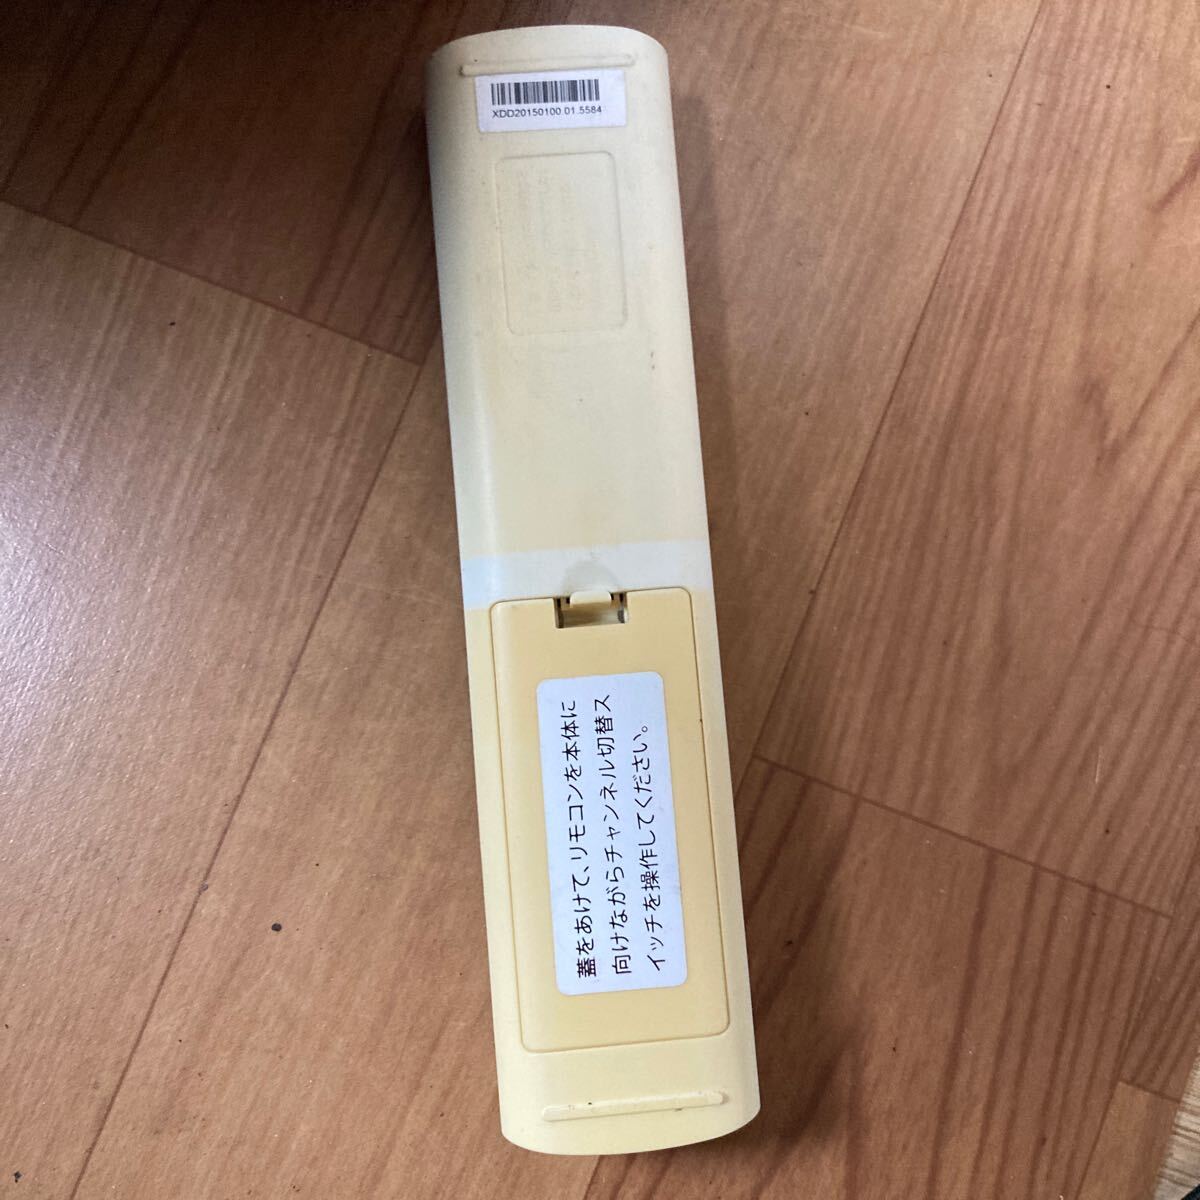 XDD20150100.01.5584
蓋をあけて、リモコンを本体に
向けながらチャンネル切替ス
イッチを操作してください。